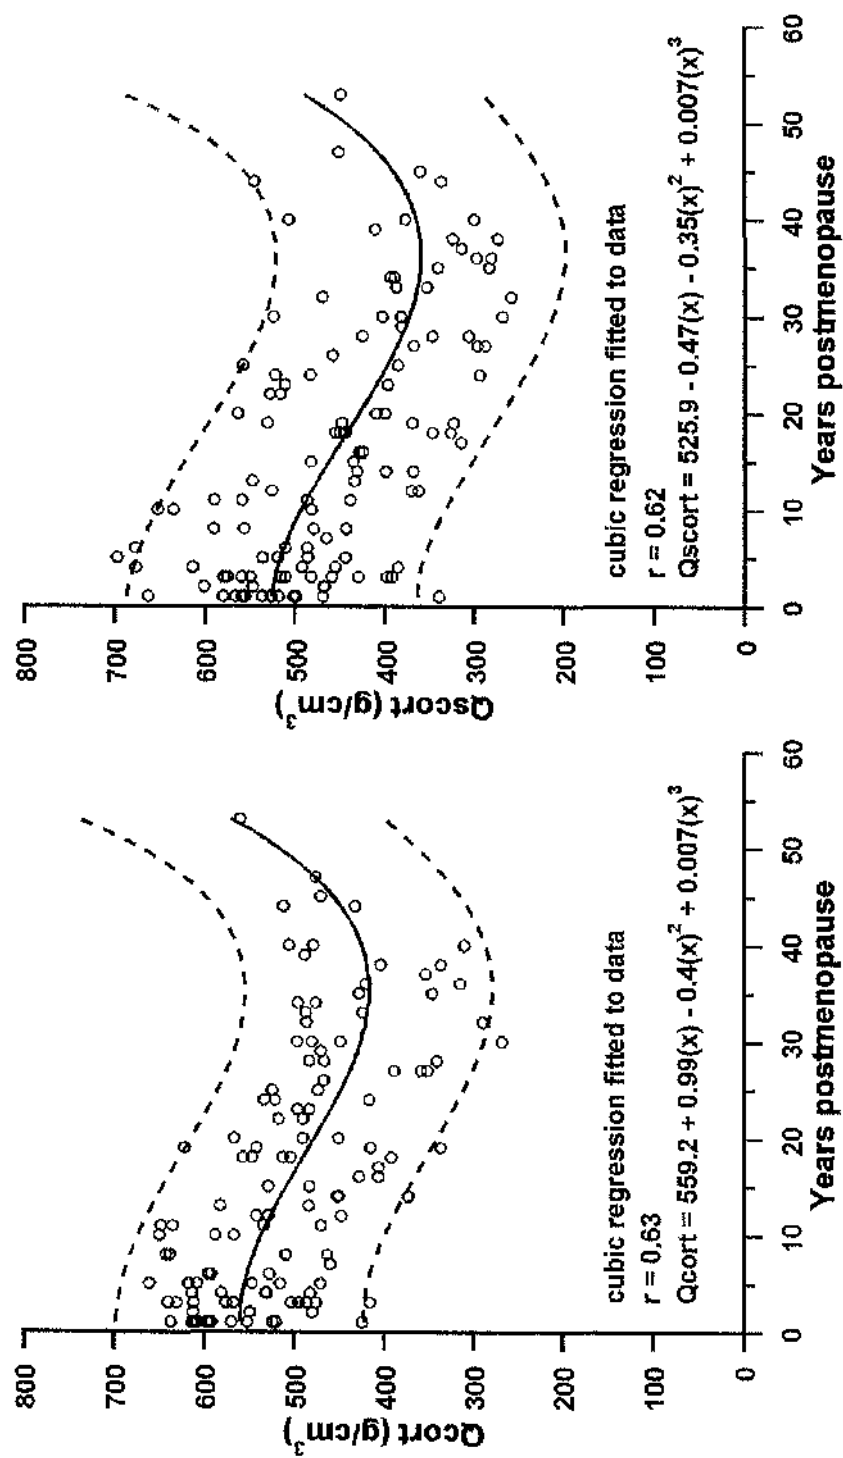 800
700
600
500
400
300
200
100
0
Qcort (g/cm³)
cubic regression fitted to data
r = 0.63
Qcort = 559.2 + 0.99(x) - 0.4(x)² + 0.007(x)³
0 10 20 30 40 50 60
Years postmenopause
800
700
600
500
400
300
200
100
0
Qscort (g/cm³)
cubic regression fitted to data
r = 0.62
Qscort = 525.9 - 0.47(x) - 0.35(x)² + 0.007(x)³
0 10 20 30 40 50 60
Years postmenopause